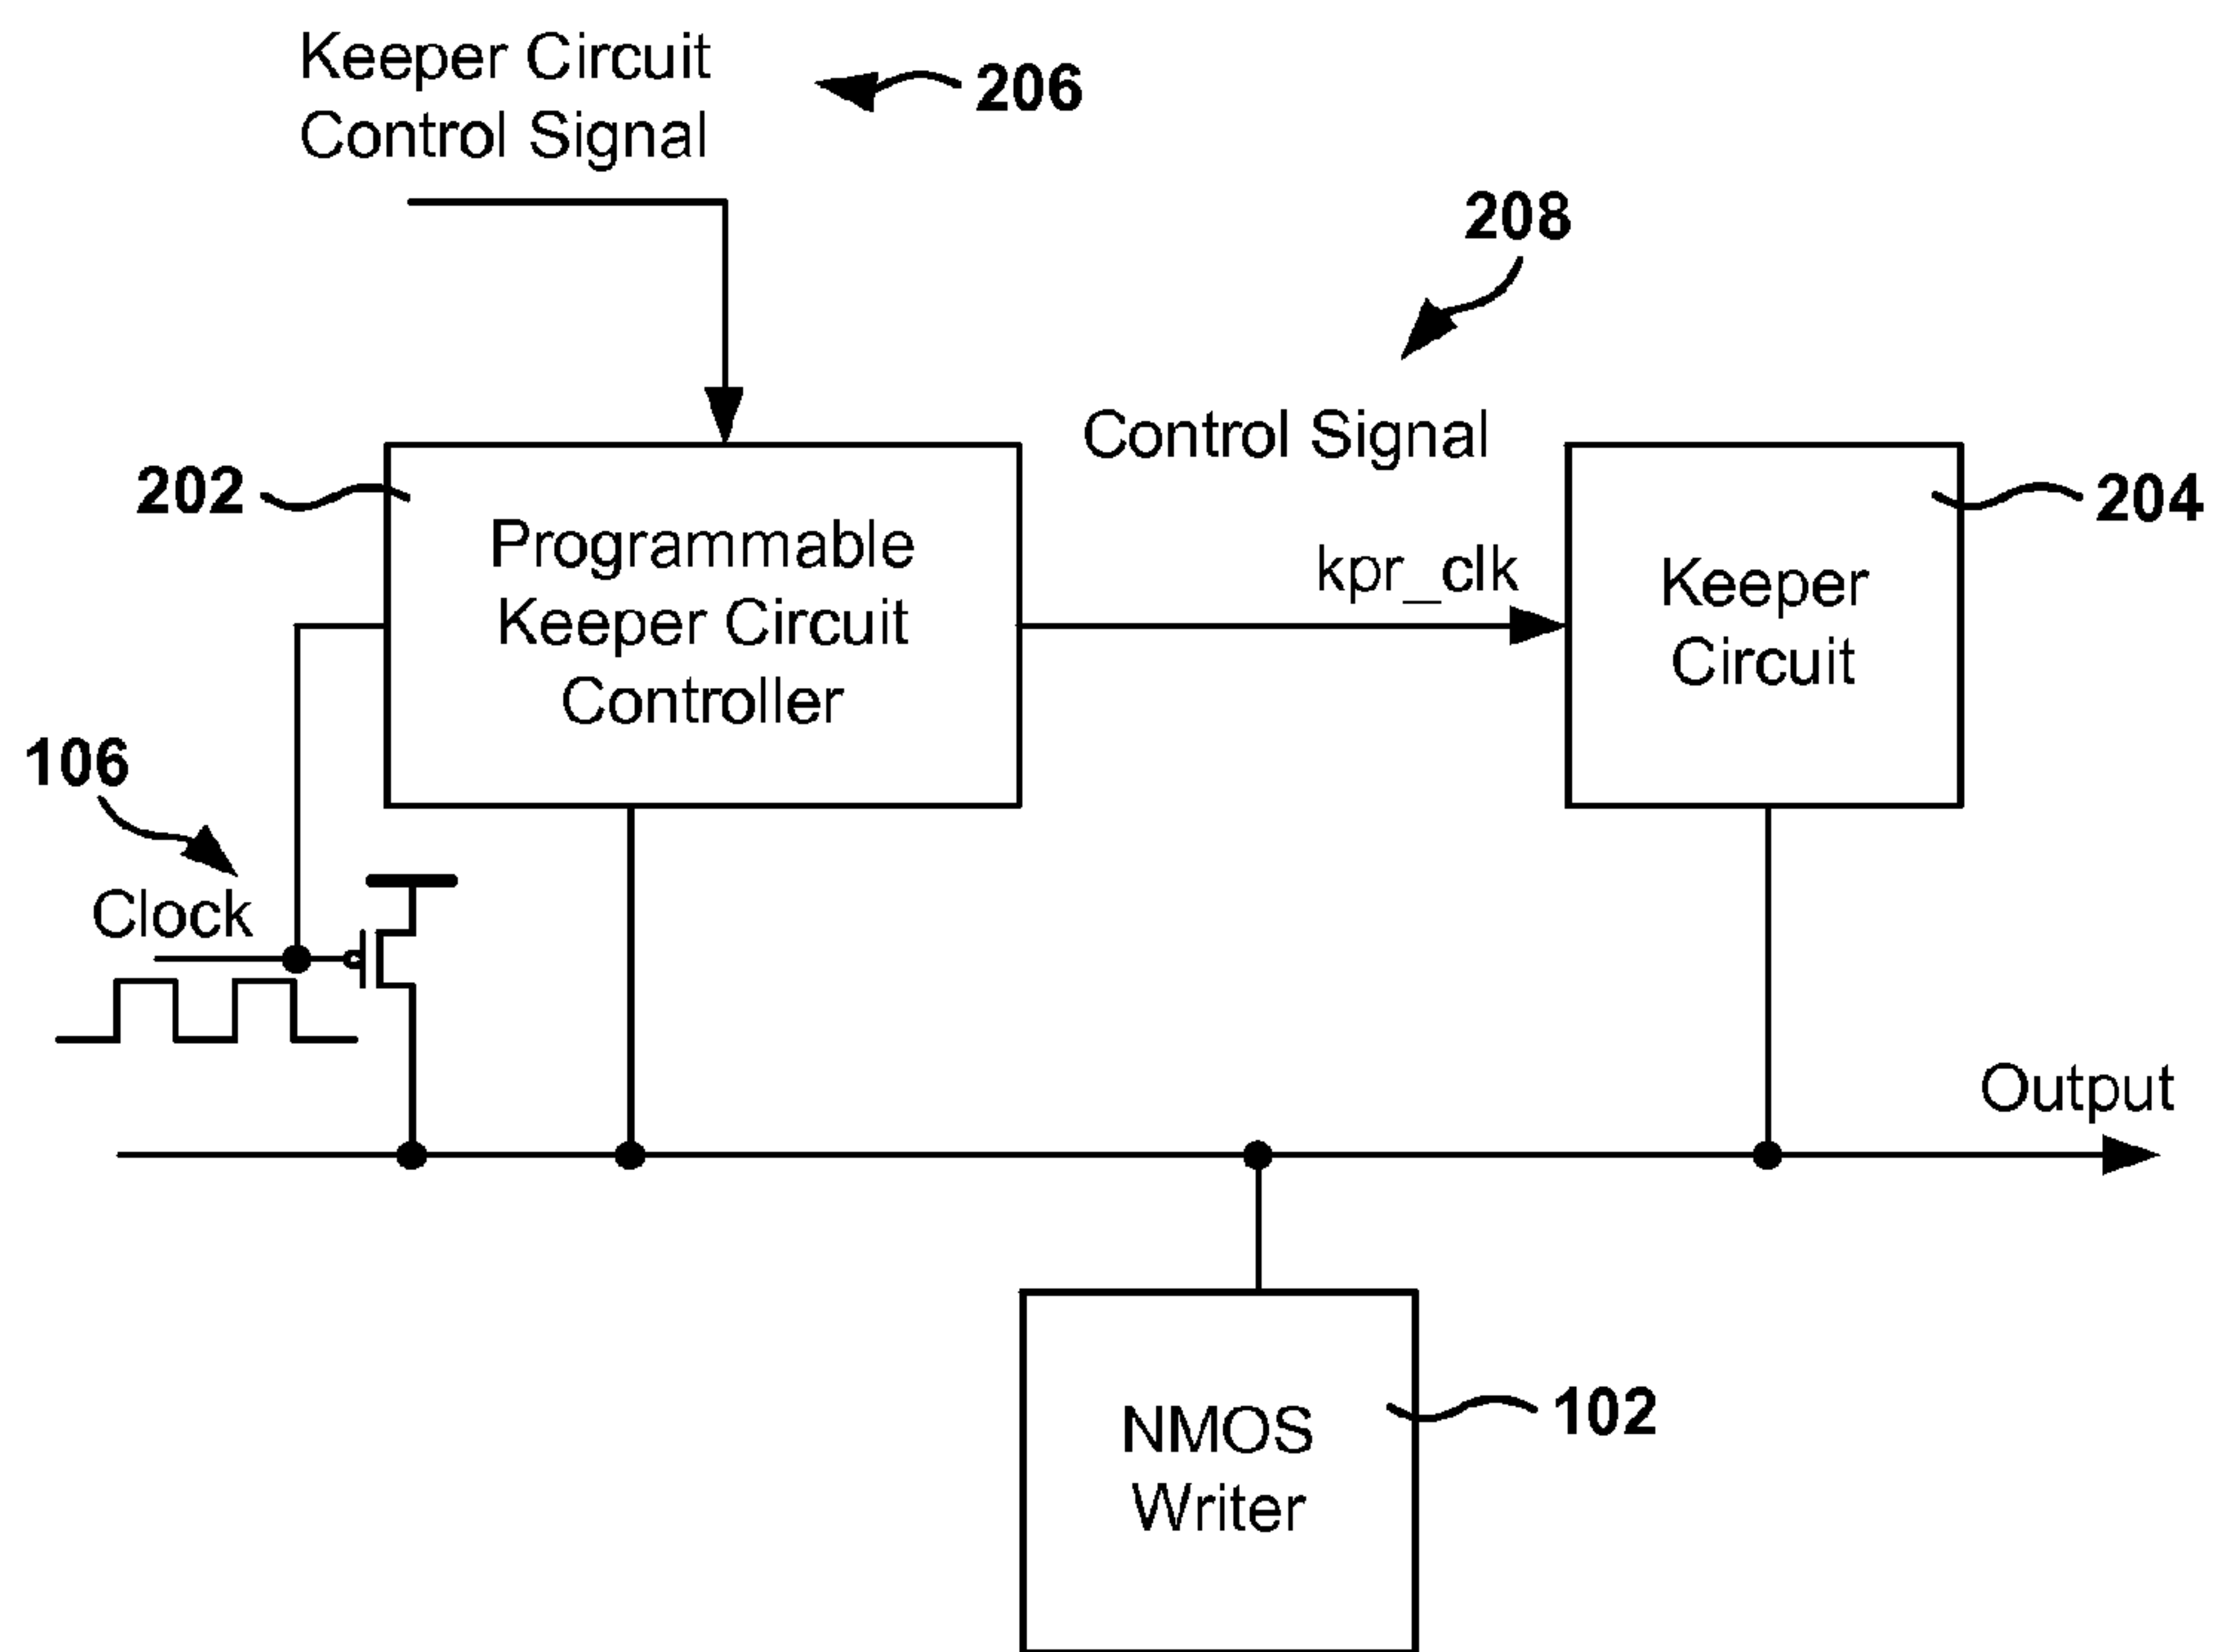 Keeper Circuit
Control Signal
206
208
Control Signal
202
Programmable
Keeper Circuit
Controller
kpr_clk
Keeper
Circuit
204
106
Clock
Output
NMOS
Writer
102